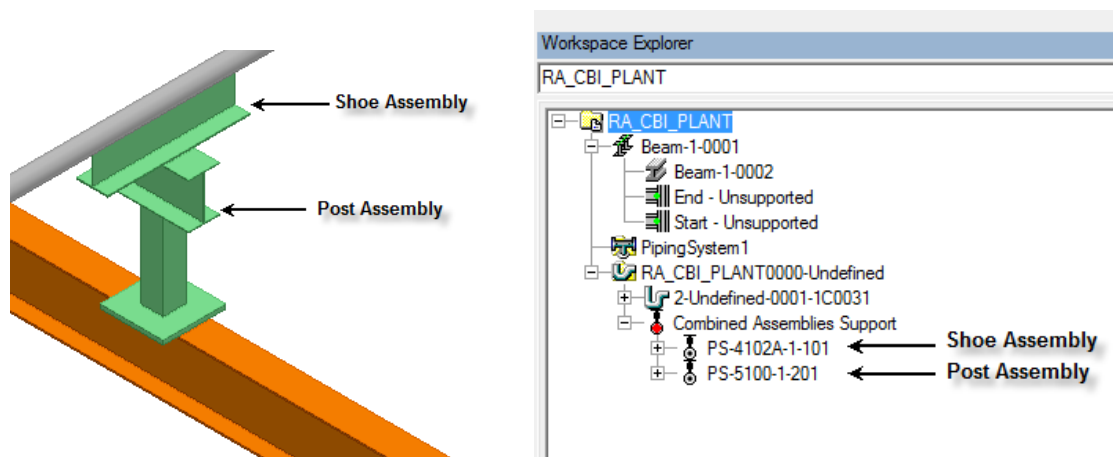 Shoe Assembly
Post Assembly
Workspace Explorer
RA_CBI_PLANT
RA_CBI_PLANT
Beam-1-0001
Beam-1-0002
End - Unsupported
Start - Unsupported
PipingSystem1
RA_CBI_PLANT0000-Undefined
2-Undefined-0001-1C0031
Combined Assemblies Support
PS-4102A-1-101
Shoe Assembly
PS-5100-1-201
Post Assembly